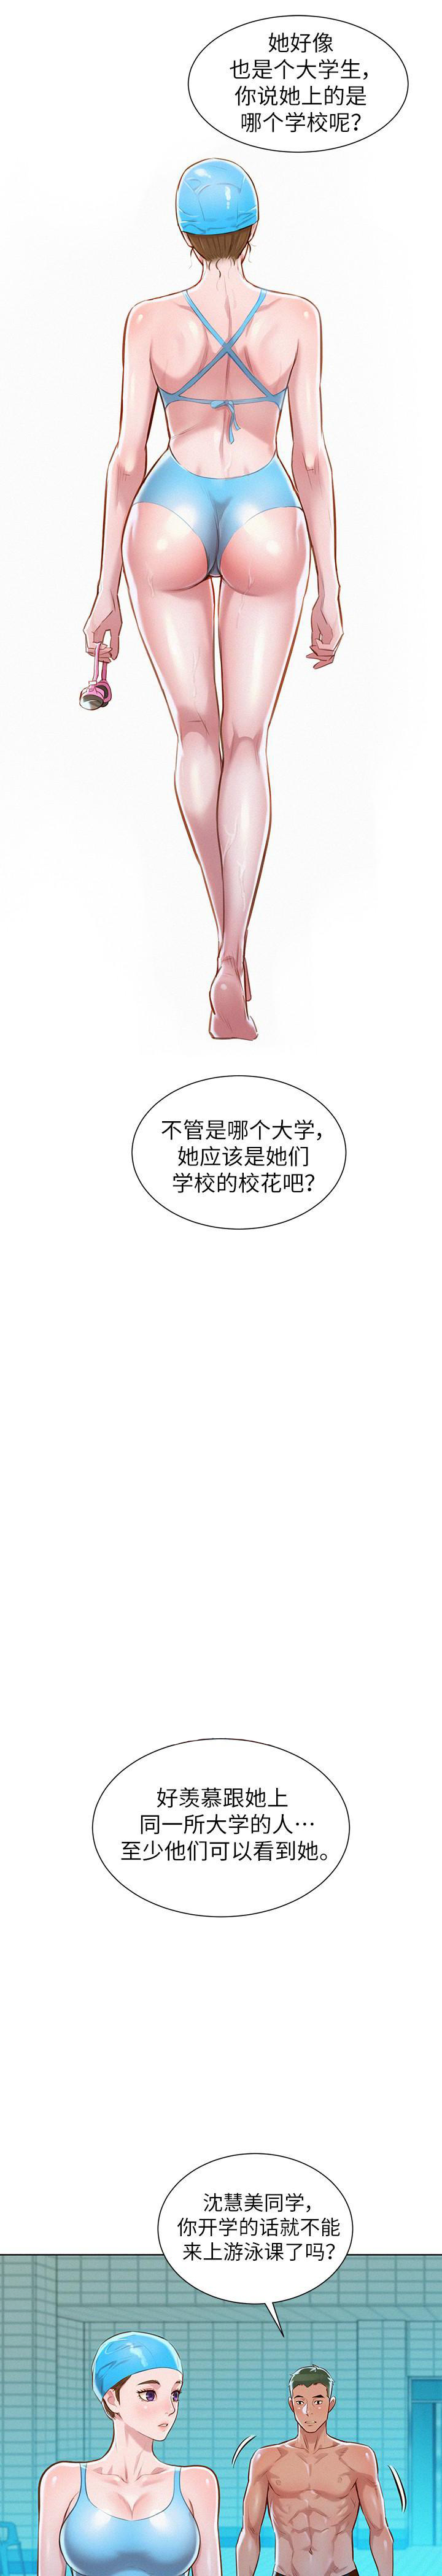 她好像
也是个大学生，
你说她上的是
哪个学校呢？
不管是哪个大学，
她应该是她们
学校的校花吧？
好羡慕跟她上
同一所大学的人…
至少他们可以看到她。
沈慧美同学，
你开学的话就不能
来上游泳课了吗？